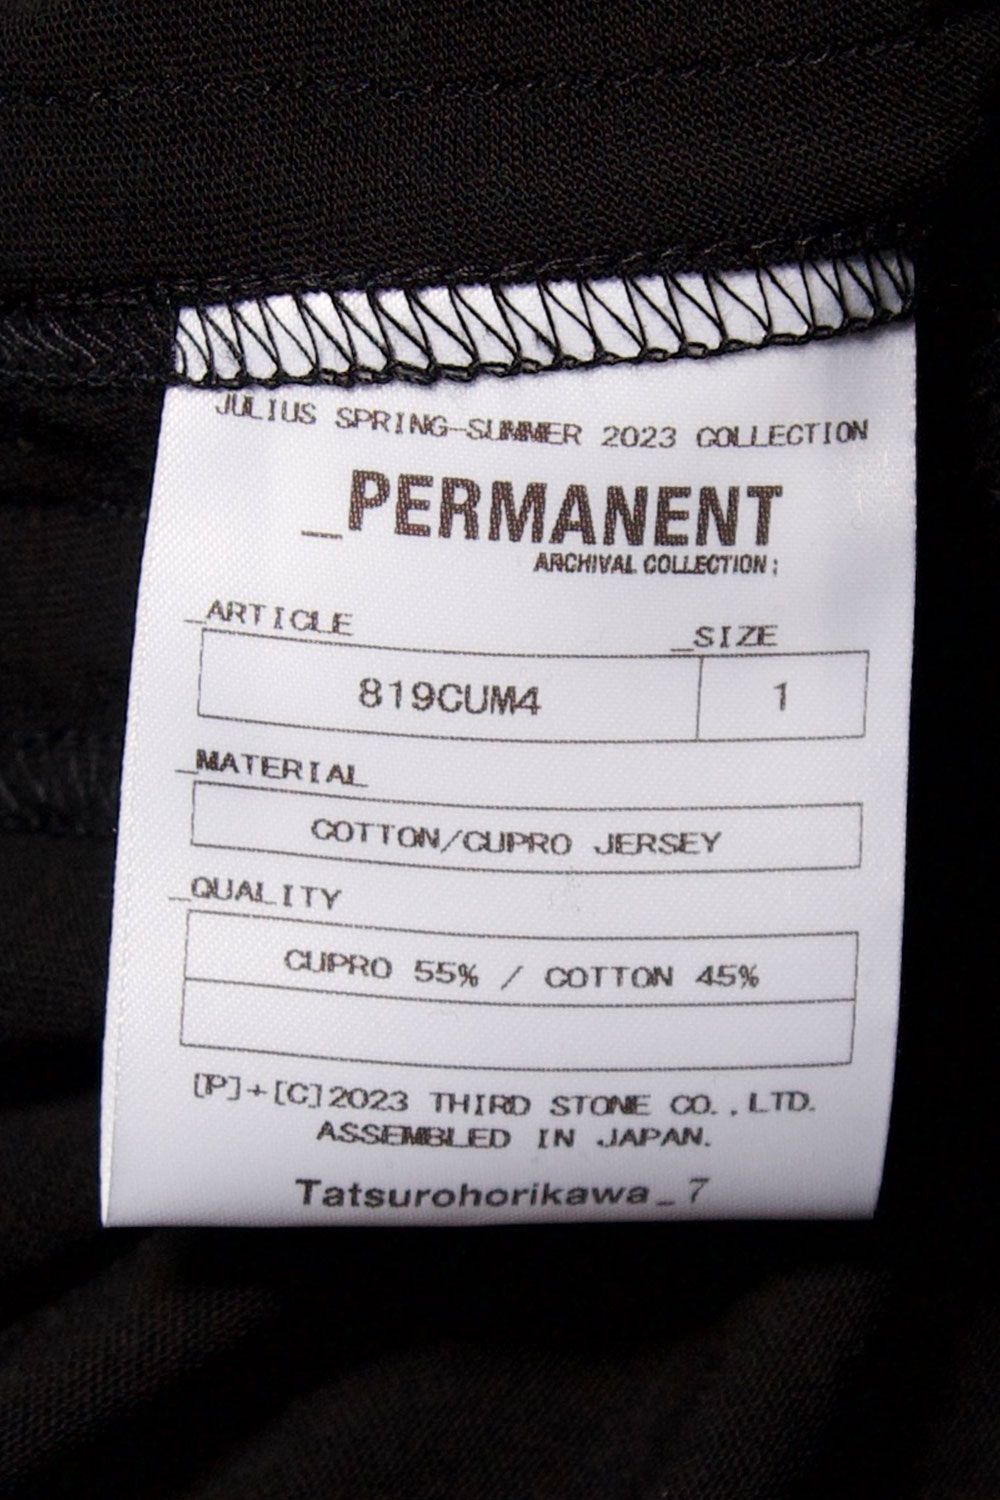 JULIUS SPRING-SUMMER 2023 COLLECTION
_PERMANENT
ARCHIVAL COLLECTION;
_ARTICLE
_SIZE
819CUM4
1
_MATERIAL
COTTON/CUPRO JERSEY
_QUALITY
CUPRO 55% / COTTON 45%
[P]+[C]2023 THIRD STONE CO.,LTD.
ASSEMBLED IN JAPAN.
Tatsurohorikawa_7